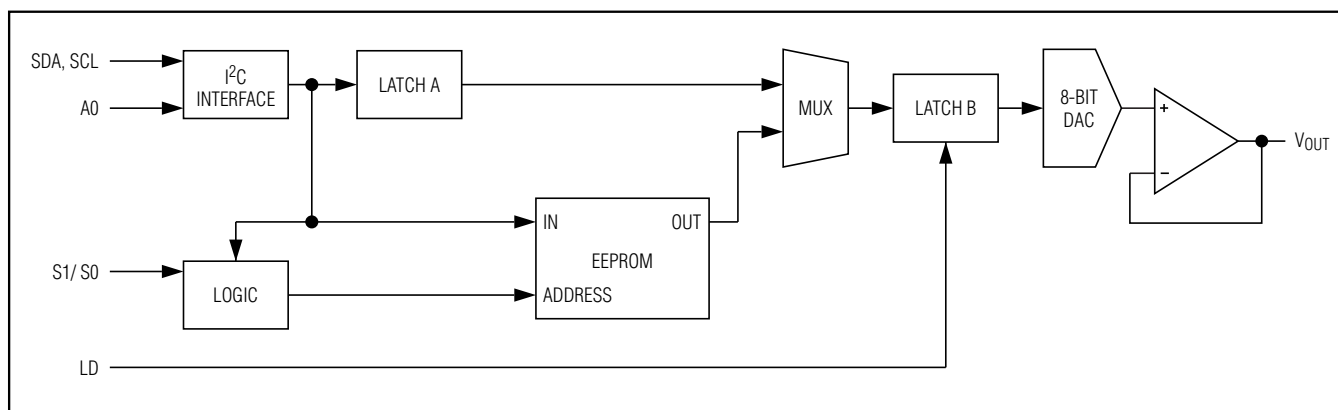 SDA, SCL
A0
I²C
INTERFACE
LATCH A
MUX
LATCH B
8-BIT
DAC
+
−
VOUT
S1/ S0
LOGIC
IN
OUT
EEPROM
ADDRESS
LD